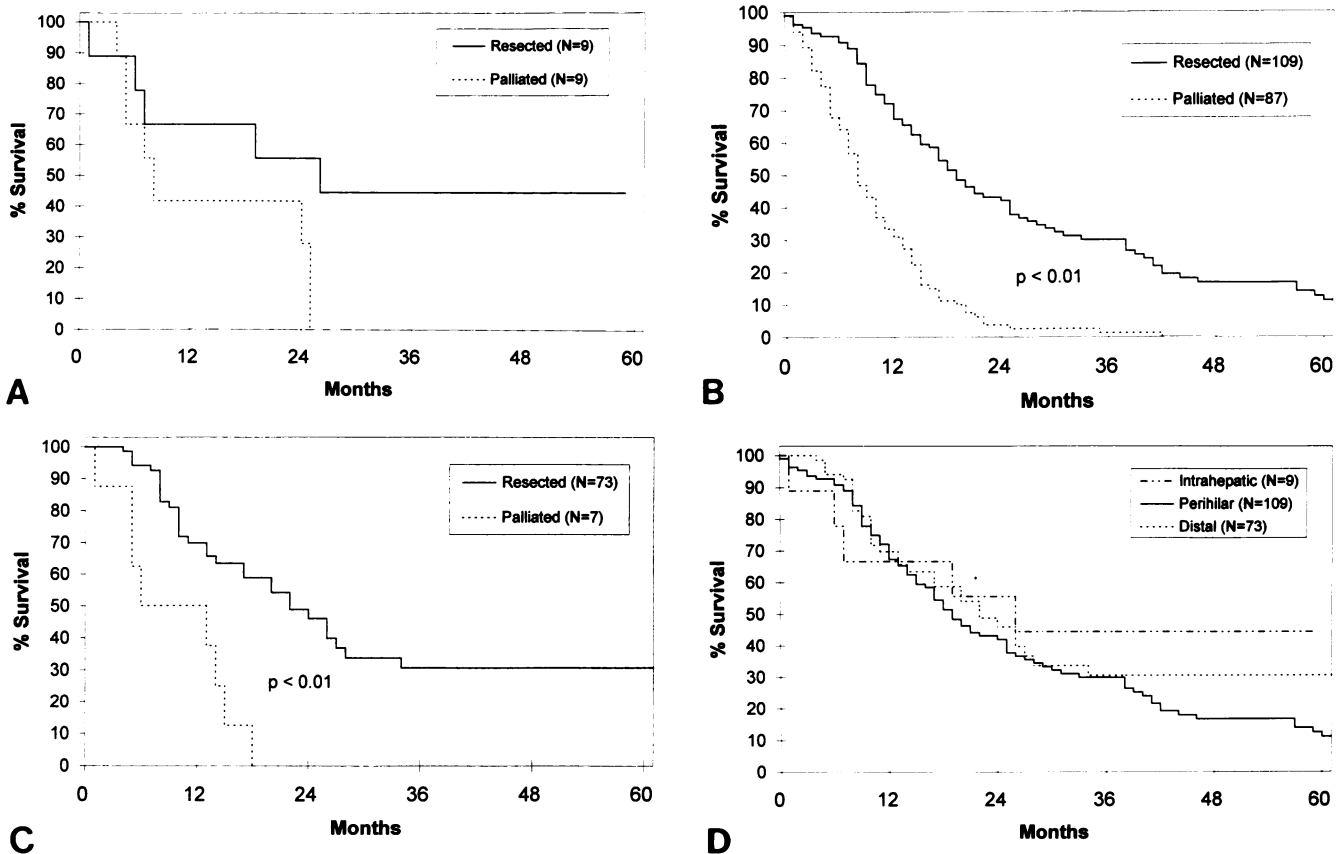 100
90
80
70
60
50
40
30
20
10
0
% Survival
Resected (N=9)
Palliated (N=9)
0 12 24 36 48 60
Months
A
100
90
80
70
60
50
40
30
20
10
0
% Survival
Resected (N=109)
Palliated (N=87)
p < 0.01
0 12 24 36 48 60
Months
B
100
90
80
70
60
50
40
30
20
10
0
% Survival
Resected (N=73)
Palliated (N=7)
p < 0.01
0 12 24 36 48 60
Months
C
100
90
80
70
60
50
40
30
20
10
0
% Survival
Intrahepatic (N=9)
Perihilar (N=109)
Distal (N=73)
0 12 24 36 48 60
Months
D